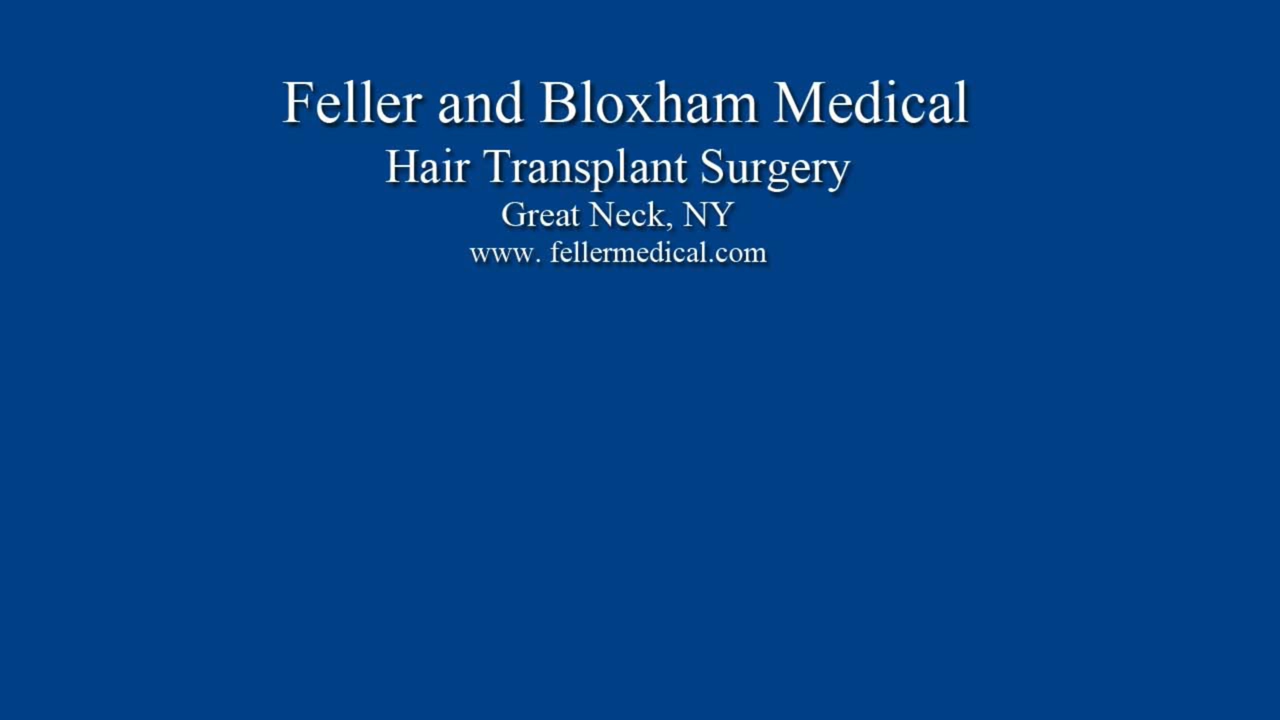 Feller and Bloxham Medical
Hair Transplant Surgery
Great Neck, NY
www. fellermedical.com